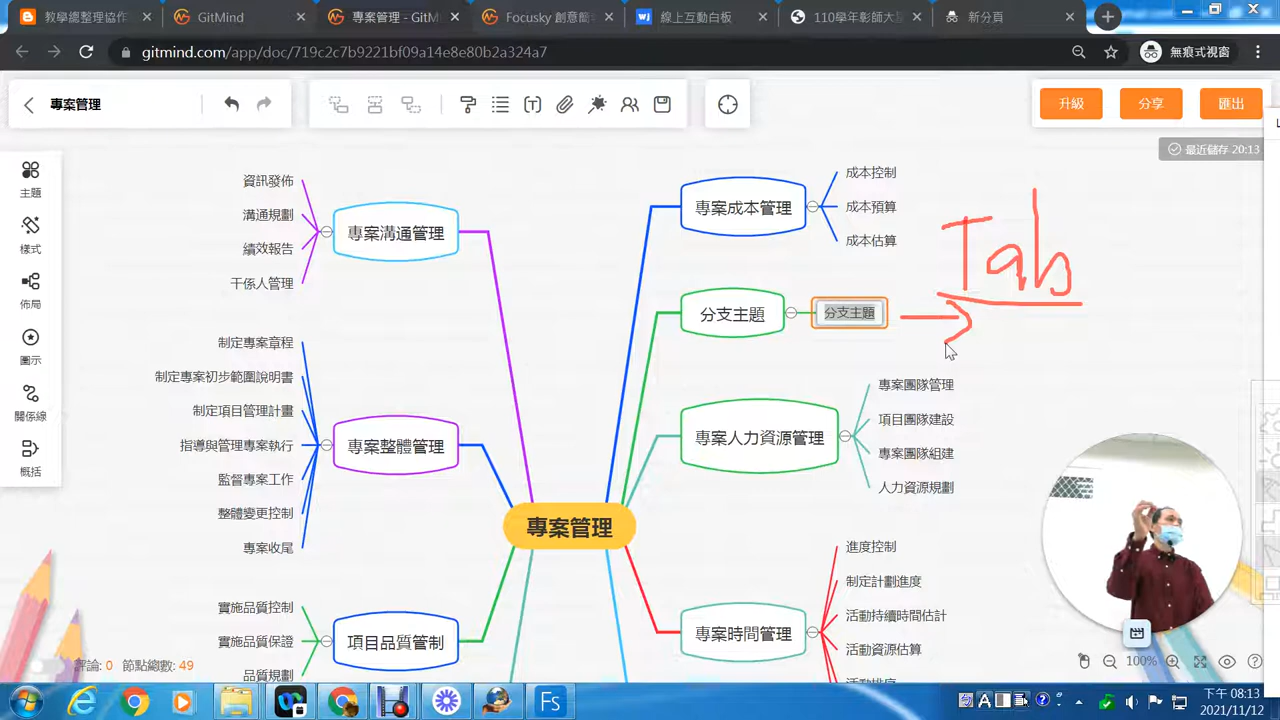 教學總整理協作
GitMind
專案管理 - GitM
Focusky創意簡
線上互動白板
110學年彰師大
新分頁
gitmind.com/app/doc/719c2c7b9221bf09a14c5e80b2a324a7
無痕式視窗
專案管理
升級
分享
匯出
最近儲存 20:13
主題
樣式
佈局
圖示
關係線
概括
資訊發佈
溝通規劃
績效報告
干係人管理
專案溝通管理
制定專案章程
制定專案初步範圍說明書
制定項目管理計畫
指導與管理專案執行
監督專案工作
整體變更控制
專案收尾
專案整體管理
實施品質控制
實施品質保證
品質規劃
項目品質管制
專案管理
專案成本管理
成本控制
成本預算
成本估算
分支主題
分支主題
Tab
專案人力資源管理
專案團隊管理
項目團隊建設
專案團隊組建
人力資源規劃
專案時間管理
進度控制
制定計劃進度
活動持續時間估計
活動資源估算
活動排序
評論: 0 節點總數: 49
100%
Fs
下午 08:13
2021/11/12